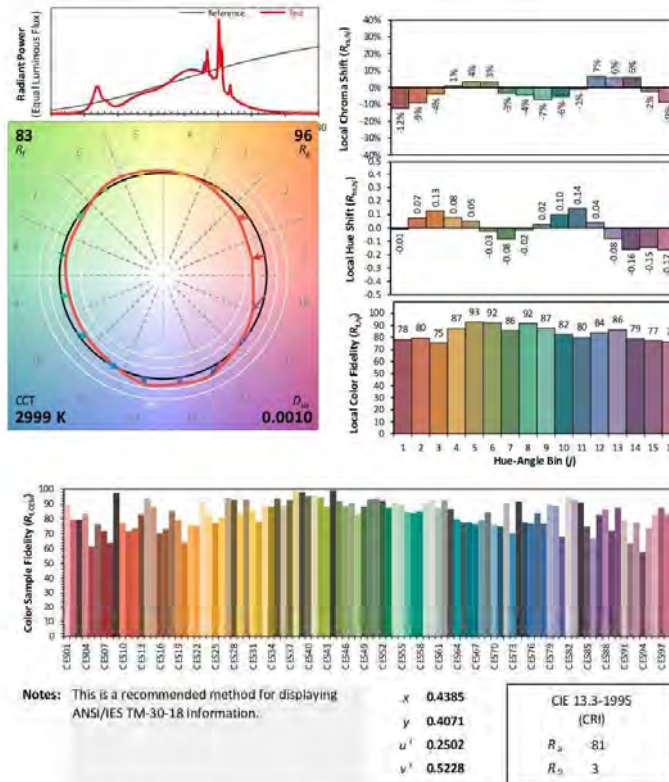 Reference
Test
Radiant Power
(Equal Luminous Flux)
83
Rf
96
Rg
CCT
2999 K
Duv
0.0010
Local Chroma Shift (Rcs,hj)
40%
30%
20%
10%
0%
-10%
-20%
-30%
-40%
-12%
-9%
-4%
1%
4%
3%
-3%
-4%
-7%
-6%
-1%
7%
6%
6%
-2%
Local Hue Shift (Rhs,hj)
0.5
0.4
0.3
0.2
0.1
0.0
-0.1
-0.2
-0.3
-0.4
-0.5
-0.01
0.07
0.13
0.08
0.05
-0.03
-0.08
-0.02
0.02
0.10
0.14
0.04
-0.08
-0.16
-0.15
-0.17
Local Color Fidelity (Rf,hj)
100
90
80
70
60
50
40
30
20
10
0
78 80 75 87 93 92 86 92 87 82 80 84 86 79 77
1 2 3 4 5 6 7 8 9 10 11 12 13 14 15
Hue-Angle Bin (j)
Color Sample Fidelity (Rf,CESi)
100
90
80
70
60
50
40
30
20
10
0
CES01 CES04 CES07 CES10 CES13 CES16 CES19 CES22 CES25 CES28 CES31 CES34 CES37 CES40 CES43 CES46 CES49 CES52 CES55 CES58 CES61 CES64 CES67 CES70 CES73 CES76 CES79 CES82 CES85 CES88 CES91 CES94 CES97
Notes: This is a recommended method for displaying
ANSI/IES TM-30-18 information.
x 0.4385
y 0.4071
u' 0.2502
v' 0.5228
CIE 13.3-1995
(CRI)
Ra 81
R9 3